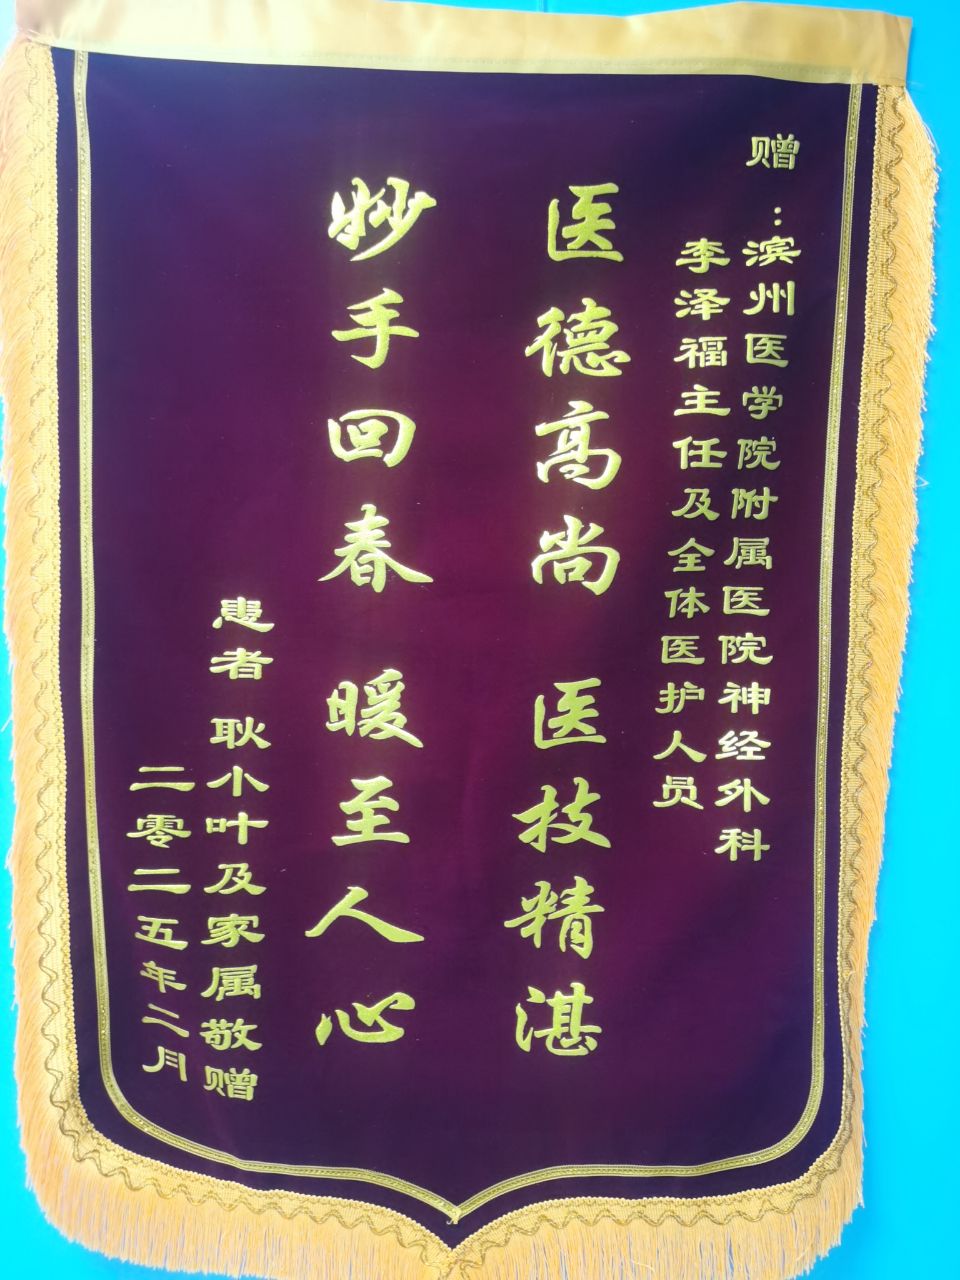 赠:滨州医学院附属医院神经外科
李泽福主任及全体医护人员
医德高尚 医技精湛
妙手回春 暖至人心
患者 耿小叶及家属敬赠
二零二五年二月